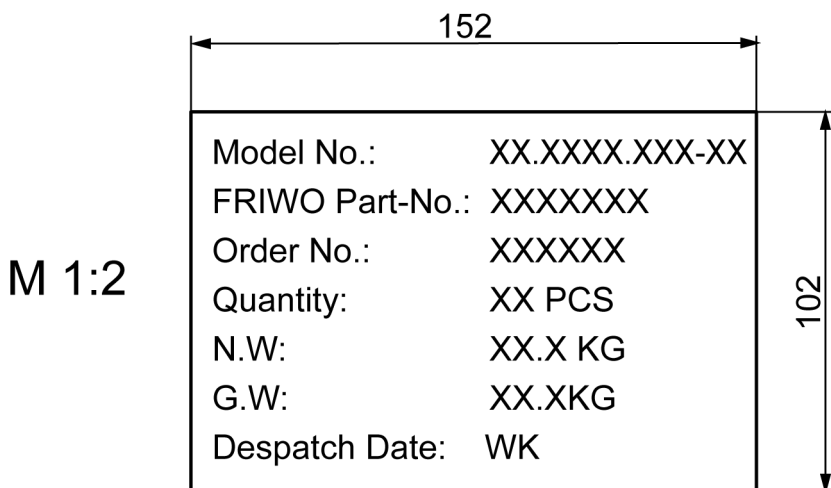 152
Model No.: XX.XXXX.XXX-XX
FRIWO Part-No.: XXXXXXX
Order No.: XXXXXX
M 1:2
Quantity: XX PCS
102
N.W: XX.X KG
G.W: XX.XKG
Despatch Date: WK